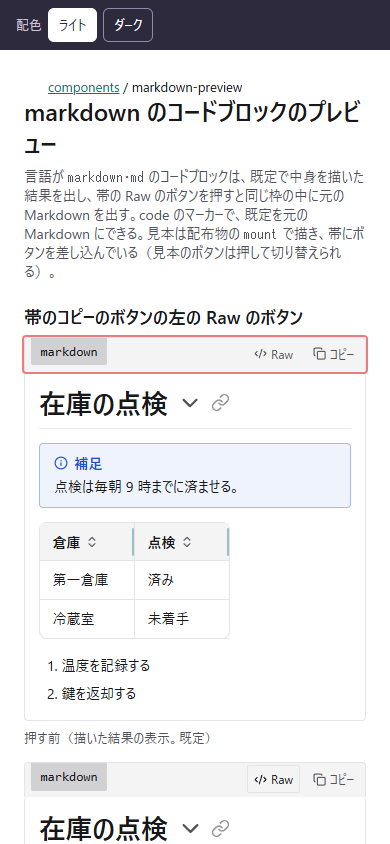 配色 ライト ダーク
components / markdown-preview
markdown のコードブロックのプレビ
ュー
言語が markdown・md のコードブロックは、既定で中身を描いた
結果を出し、帯の Raw のボタンを押すと同じ枠の中に元の
Markdown を出す。code のマーカーで、既定を元の
Markdown にできる。見本は配布物の mount で描き、帯にボ
タンを差し込んでいる（見本のボタンは押して切り替えられ
る）。
帯のコピーのボタンの左の Raw のボタン
markdown Raw コピー
在庫の点検
補足
点検は毎朝 9 時までに済ませる。
倉庫 点検
第一倉庫 済み
冷蔵室 未着手
1. 温度を記録する
2. 鍵を返却する
押す前（描いた結果の表示。既定）
markdown Raw コピー
在庫の点検